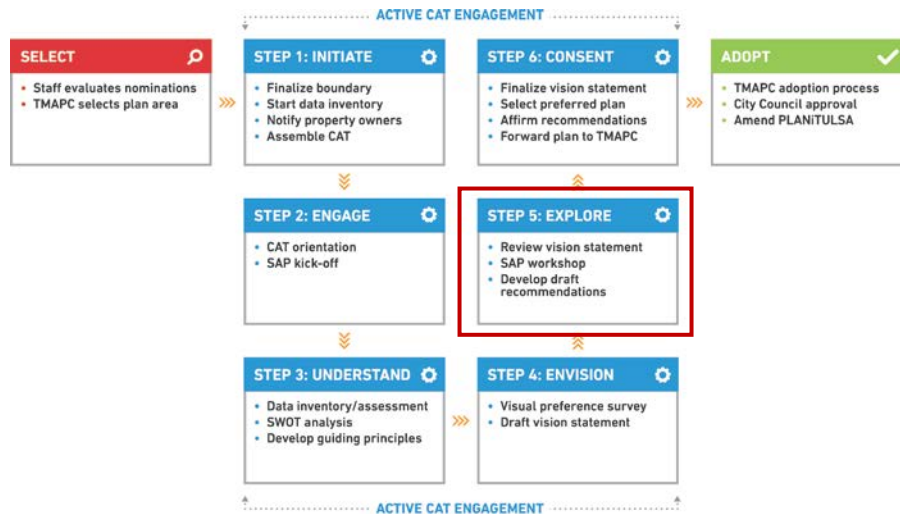 ACTIVE CAT ENGAGEMENT
SELECT
• Staff evaluates nominations
• TMAPC selects plan area
STEP 1: INITIATE
• Finalize boundary
• Start data inventory
• Notify property owners
• Assemble CAT
STEP 2: ENGAGE
• CAT orientation
• SAP kick-off
STEP 3: UNDERSTAND
• Data inventory/assessment
• SWOT analysis
• Develop guiding principles
STEP 4: ENVISION
• Visual preference survey
• Draft vision statement
STEP 5: EXPLORE
• Review vision statement
• SAP workshop
• Develop draft
recommendations
STEP 6: CONSENT
• Finalize vision statement
• Select preferred plan
• Affirm recommendations
• Forward plan to TMAPC
ADOPT
• TMAPC adoption process
• City Council approval
• Amend PLANiTULSA
ACTIVE CAT ENGAGEMENT